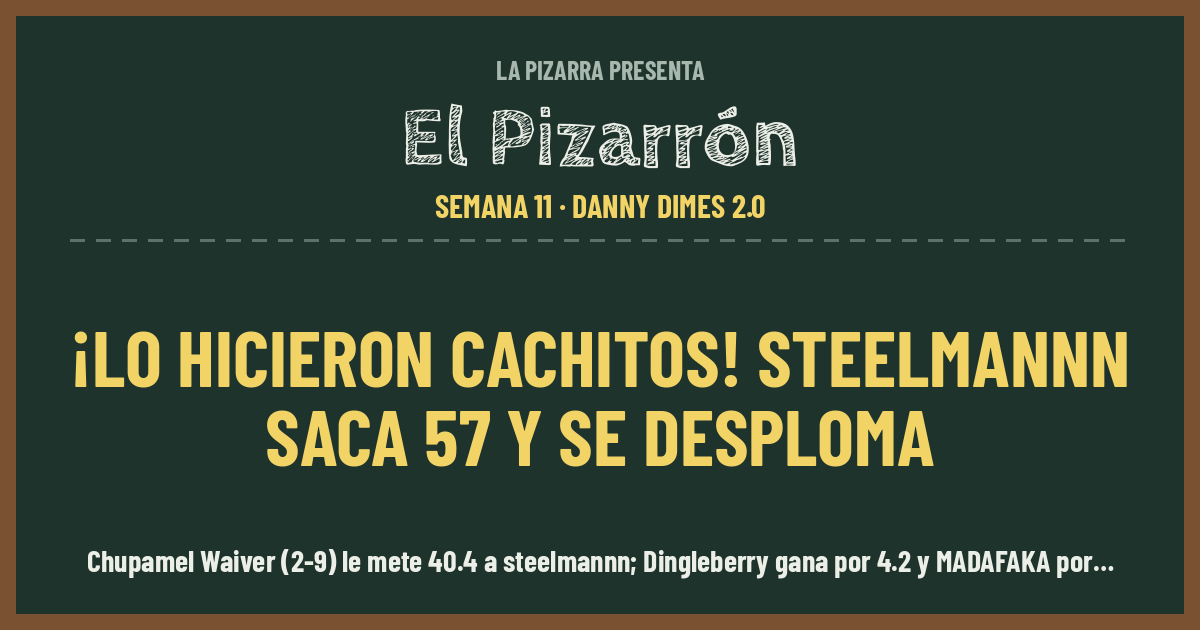 LA PIZARRA PRESENTA
El Pizarrón
SEMANA 11 · DANNY DIMES 2.0
¡LO HICIERON CACHITOS! STEELMANNN
SACA 57 Y SE DESPLOMA
Chupamel Waiver (2-9) le mete 40.4 a steelmannn; Dingleberry gana por 4.2 y MADAFAKA por...